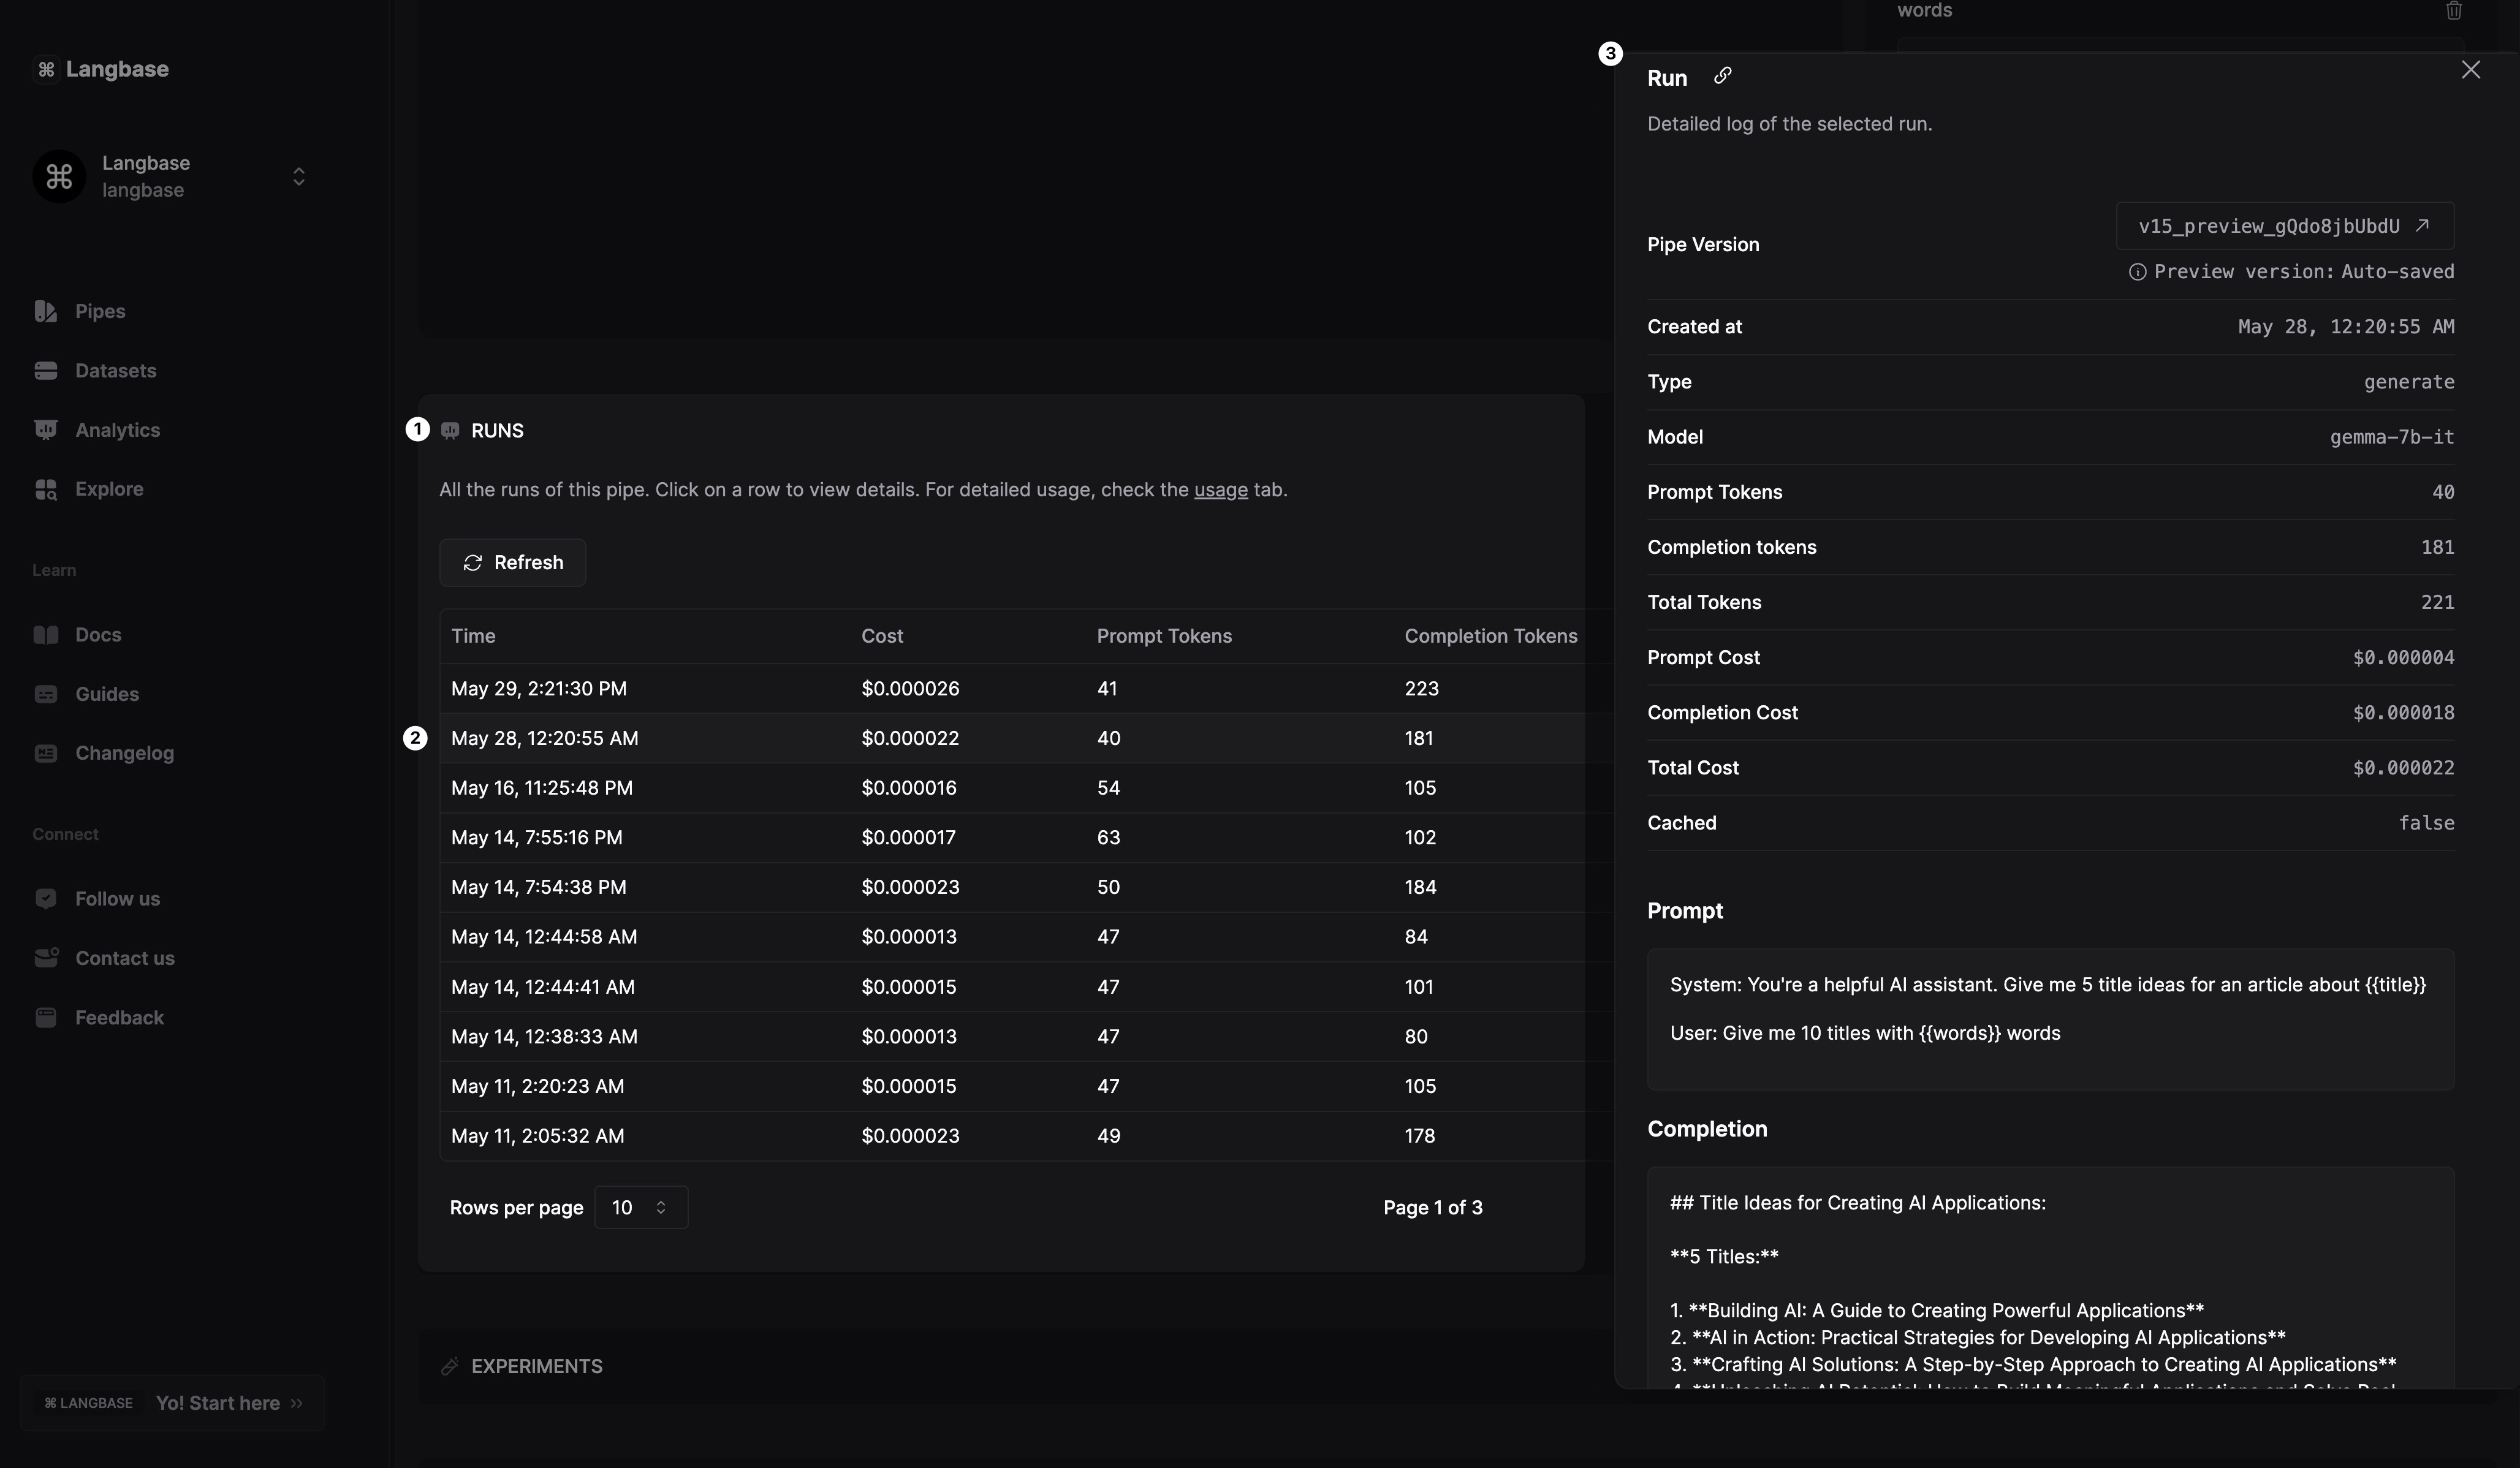 Langbase
Langbase
langbase
Pipes
Datasets
Analytics
Explore
Learn
Docs
Guides
Changelog
Connect
Follow us
Contact us
Feedback
LANGBASE Yo! Start here
1 RUNS
All the runs of this pipe. Click on a row to view details. For detailed usage, check the usage tab.
Refresh
Time Cost Prompt Tokens Completion Tokens
May 29, 2:21:30 PM $0.000026 41 223
2 May 28, 12:20:55 AM $0.000022 40 181
May 16, 11:25:48 PM $0.000016 54 105
May 14, 7:55:16 PM $0.000017 63 102
May 14, 7:54:38 PM $0.000023 50 184
May 14, 12:44:58 AM $0.000013 47 84
May 14, 12:44:41 AM $0.000015 47 101
May 14, 12:38:33 AM $0.000013 47 80
May 11, 2:20:23 AM $0.000015 47 105
May 11, 2:05:32 AM $0.000023 49 178
Rows per page 10 Page 1 of 3
EXPERIMENTS
words
3
Run
Detailed log of the selected run.
Pipe Version v15_preview_gQdo8jbUbdU
Preview version: Auto-saved
Created at May 28, 12:20:55 AM
Type generate
Model gemma-7b-it
Prompt Tokens 40
Completion tokens 181
Total Tokens 221
Prompt Cost $0.000004
Completion Cost $0.000018
Total Cost $0.000022
Cached false
Prompt
System: You're a helpful AI assistant. Give me 5 title ideas for an article about {{title}}
User: Give me 10 titles with {{words}} words
Completion
## Title Ideas for Creating AI Applications:
**5 Titles:**
1. **Building AI: A Guide to Creating Powerful Applications**
2. **AI in Action: Practical Strategies for Developing AI Applications**
3. **Crafting AI Solutions: A Step-by-Step Approach to Creating AI Applications**